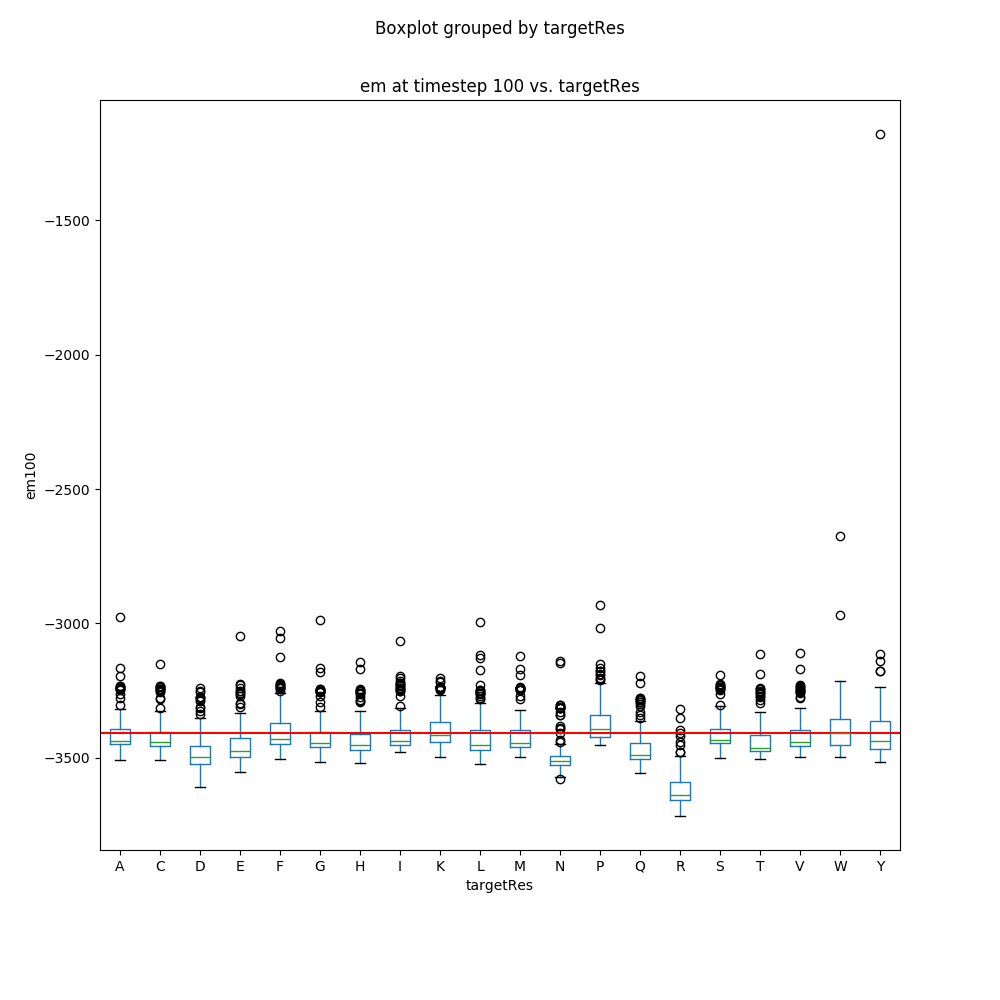 Boxplot grouped by targetRes
em at timestep 100 vs. targetRes
−1500
−2000
−2500
−3000
−3500
em100
A C D E F G H I K L M N P Q R S T V W Y
targetRes